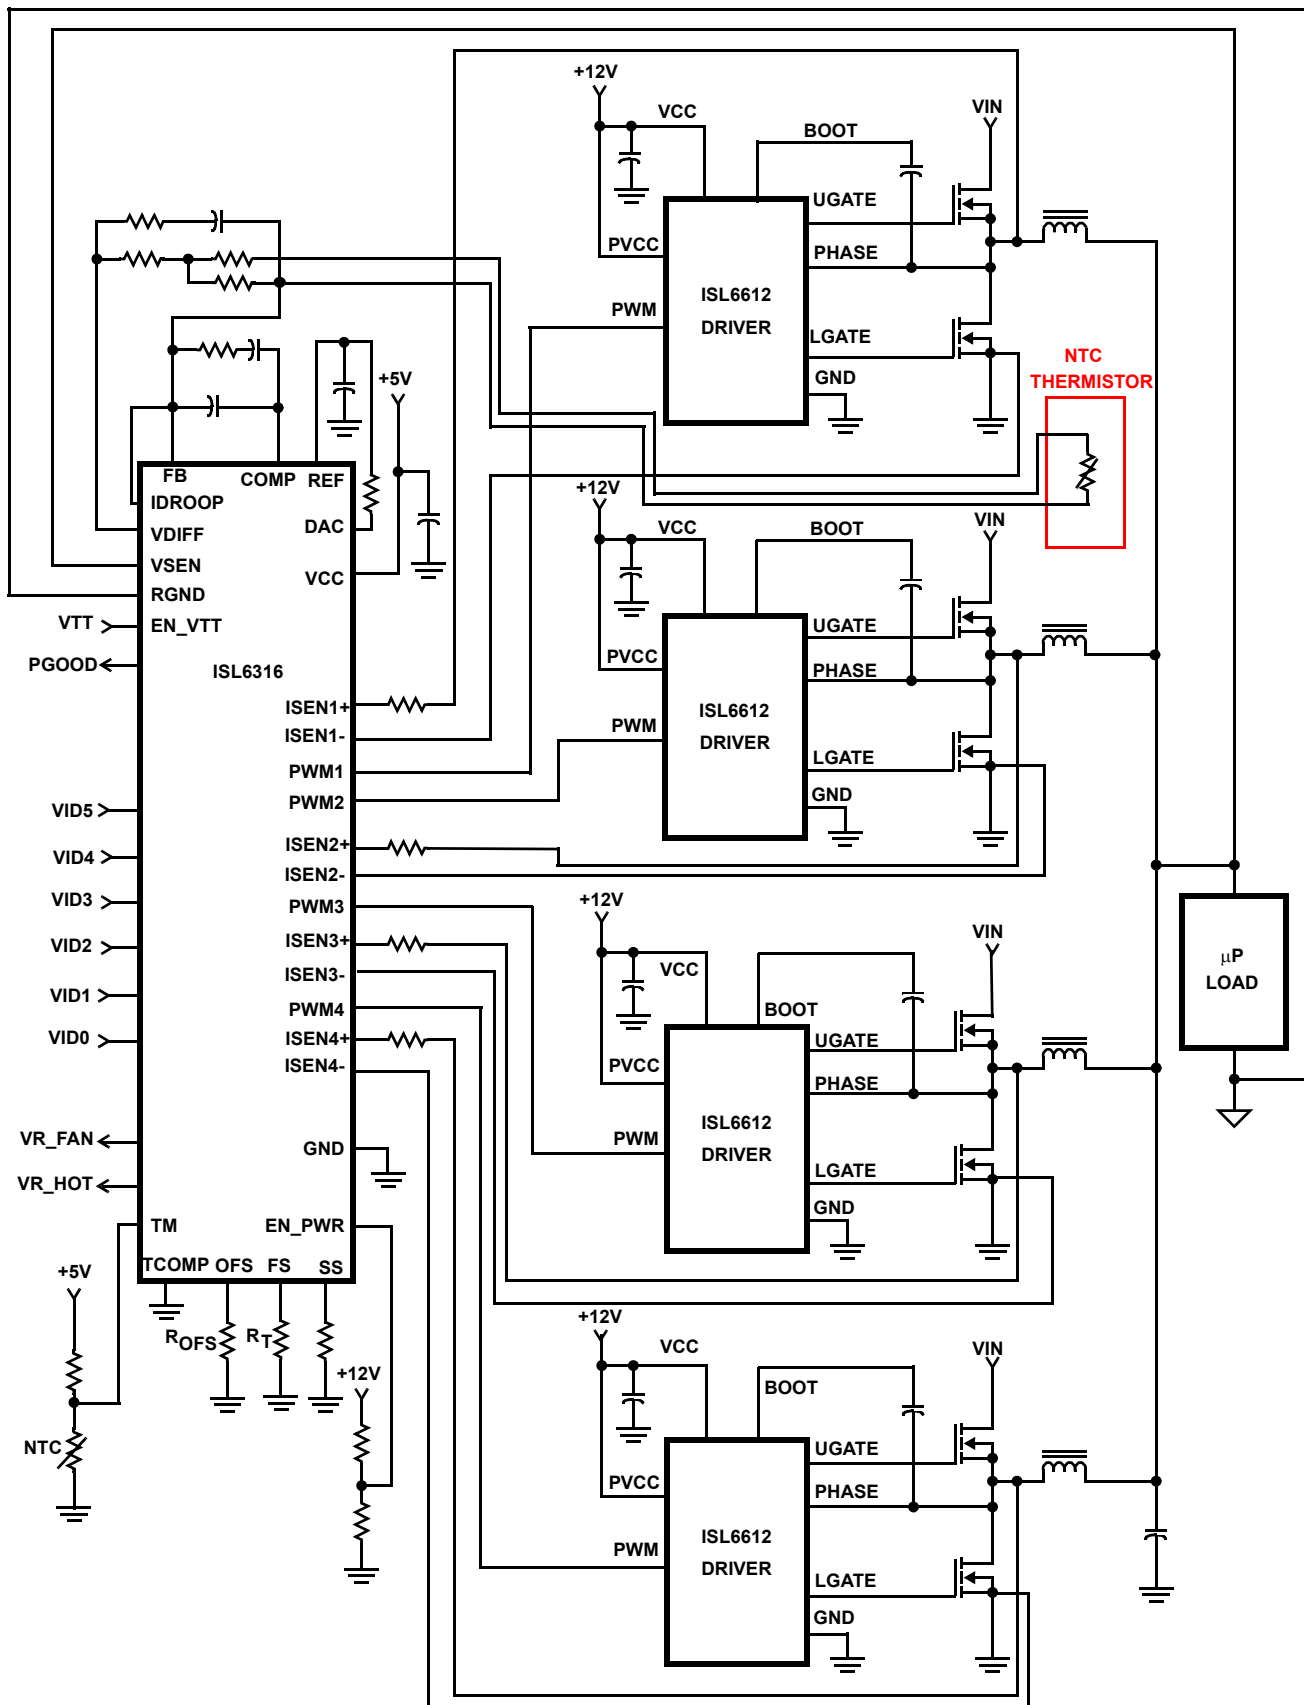 +12V
VCC
VIN
BOOT
UGATE
PVCC
PHASE
ISL6612
DRIVER
PWM
LGATE
GND
NTC
THERMISTOR
+5V
FB
COMP
REF
IDROOP
DAC
VDIFF
VSEN
VCC
RGND
VTT
EN_VTT
PGOOD
ISL6316
ISEN1+
ISEN1-
PWM1
PWM2
VID5
ISEN2+
VID4
ISEN2-
VID3
PWM3
ISEN3+
VID2
ISEN3-
VID1
PWM4
VID0
ISEN4+
ISEN4-
VR_FAN
GND
VR_HOT
TM
EN_PWR
TCOMP
OFS
FS
SS
+5V
ROFS
RT
+12V
NTC
+12V
VCC
VIN
BOOT
UGATE
PVCC
PHASE
ISL6612
DRIVER
PWM
LGATE
GND
+12V
VCC
VIN
BOOT
UGATE
PVCC
PHASE
ISL6612
DRIVER
PWM
LGATE
GND
µP
LOAD
+12V
VCC
VIN
BOOT
UGATE
PVCC
PHASE
ISL6612
DRIVER
PWM
LGATE
GND